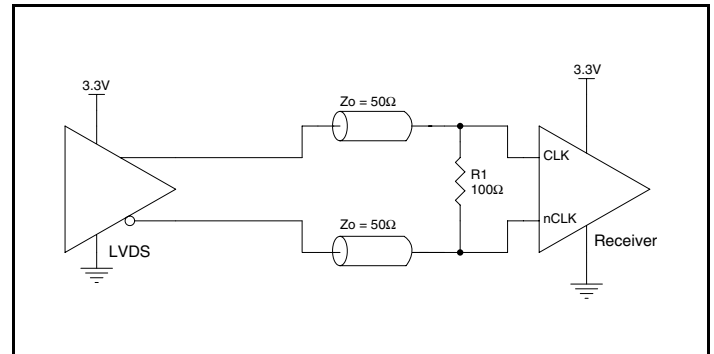 3.3V
3.3V
Zo = 50Ω
CLK
R1
100Ω
Zo = 50Ω
nCLK
LVDS
Receiver